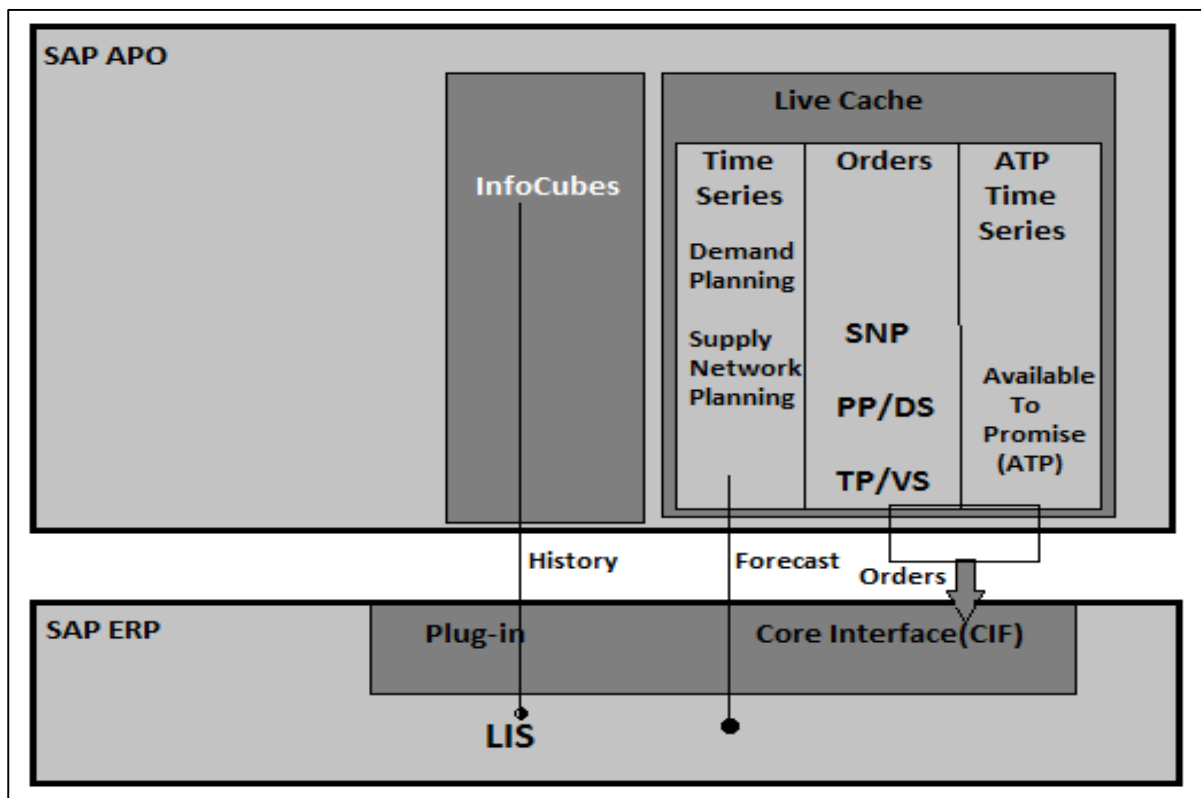 SAP APO
InfoCubes
Live Cache
Time
Series
Demand
Planning
Supply
Network
Planning
Orders
SNP
PP/DS
TP/VS
ATP
Time
Series
Available
To
Promise
(ATP)
History
Forecast
Orders
SAP ERP
Plug-in
Core Interface(CIF)
LIS